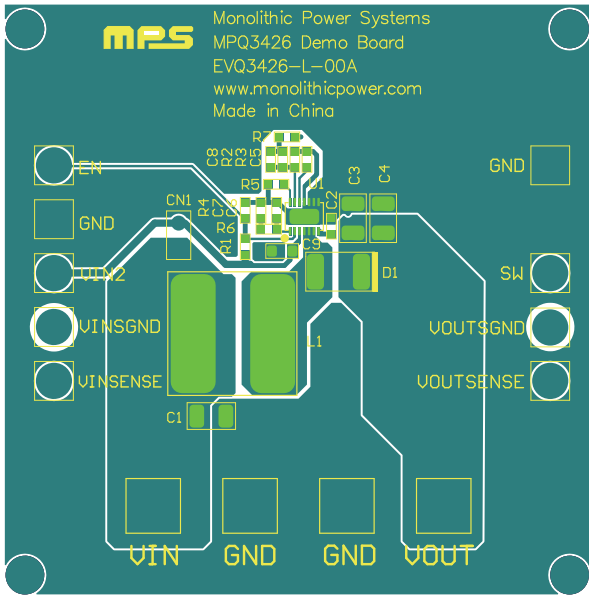 MPS
Monolithic Power Systems
MPQ3426 Demo Board
EVQ3426-L-00A
www.monolithicpower.com
Made in China
C8
R2
R3
C5
EN
GND
C3
C4
R5
U1
CN1
R4
C7
C2
GND
R6
R1
C9
VIN2
D1
SW
VINSGND
L1
VOUTSGND
VINSENSE
VOUTSENSE
C1
VIN
GND
GND
VOUT